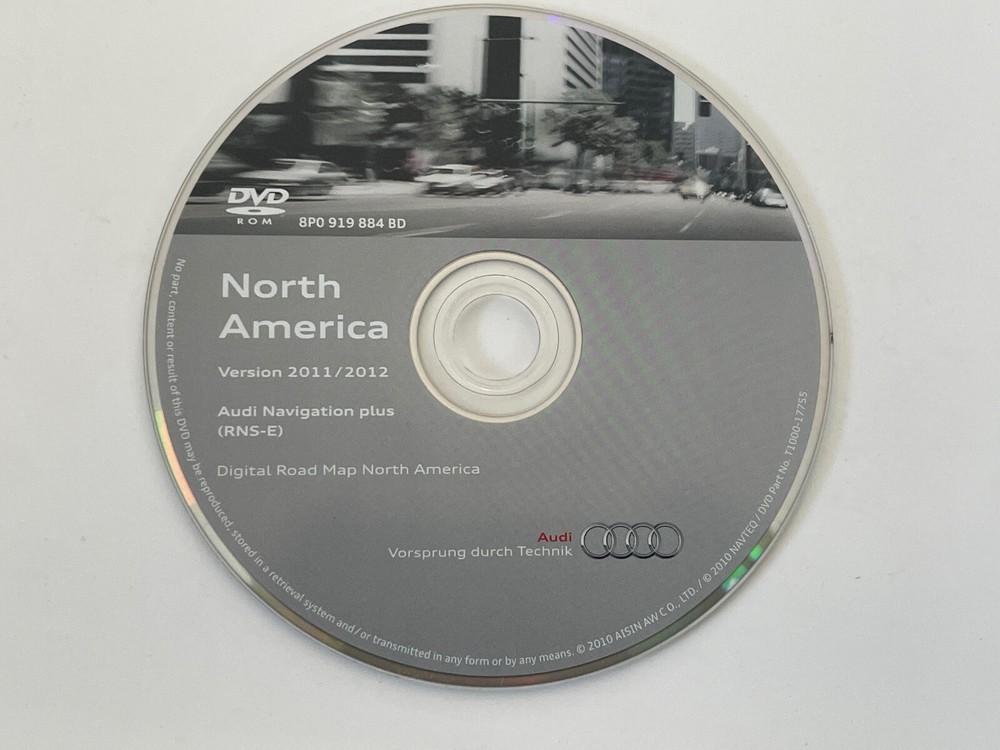 DVD
ROM
8P0 919 884 BD
North
America
Version 2011/2012
Audi Navigation plus
(RNS-E)
Digital Road Map North America
Audi
Vorsprung durch Technik
No part, content or result of this DVD may be reproduced, stored in a retrieval system and/or transmitted in any form or by any means. © 2010 AISIN AW CO., LTD. / © 2010 NAVTEQ / DVD Part No. T1000-17755